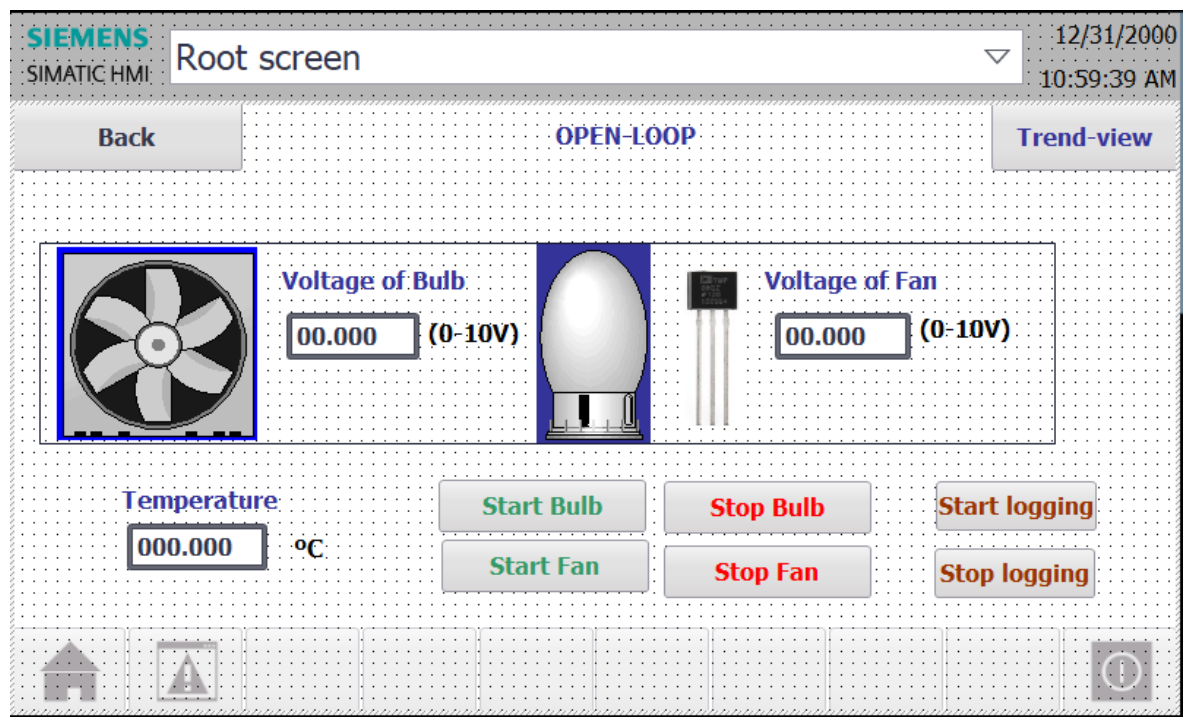 SIEMENS
SIMATIC HMI
Root screen
12/31/2000
10:59:39 AM
Back
OPEN-LOOP
Trend-view
Voltage of Bulb
00.000 (0-10V)
Voltage of Fan
00.000 (0-10V)
Temperature
000.000 ºC
Start Bulb
Stop Bulb
Start logging
Start Fan
Stop Fan
Stop logging